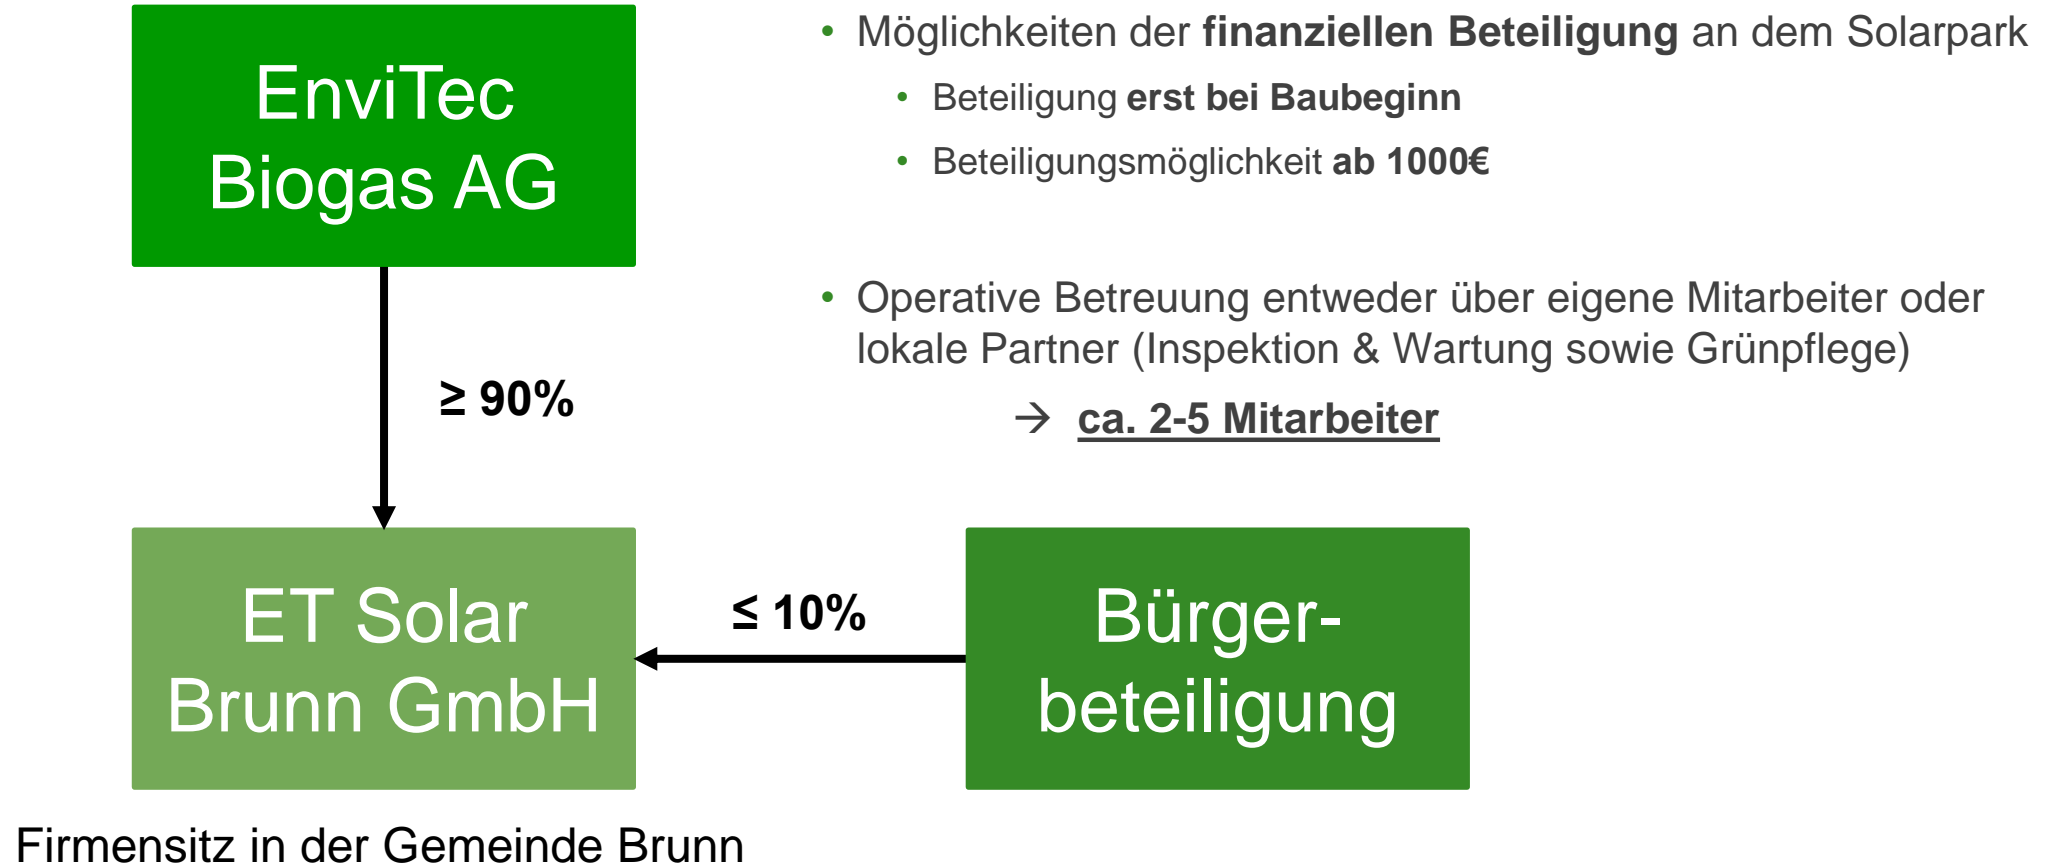 EnviTec
Biogas AG
• Möglichkeiten der finanziellen Beteiligung an dem Solarpark
• Beteiligung erst bei Baubeginn
• Beteiligungsmöglichkeit ab 1000€
• Operative Betreuung entweder über eigene Mitarbeiter oder
lokale Partner (Inspektion & Wartung sowie Grünpflege)
→ ca. 2-5 Mitarbeiter
≥ 90%
ET Solar
Brunn GmbH
≤ 10%
Bürger-
beteiligung
Firmensitz in der Gemeinde Brunn